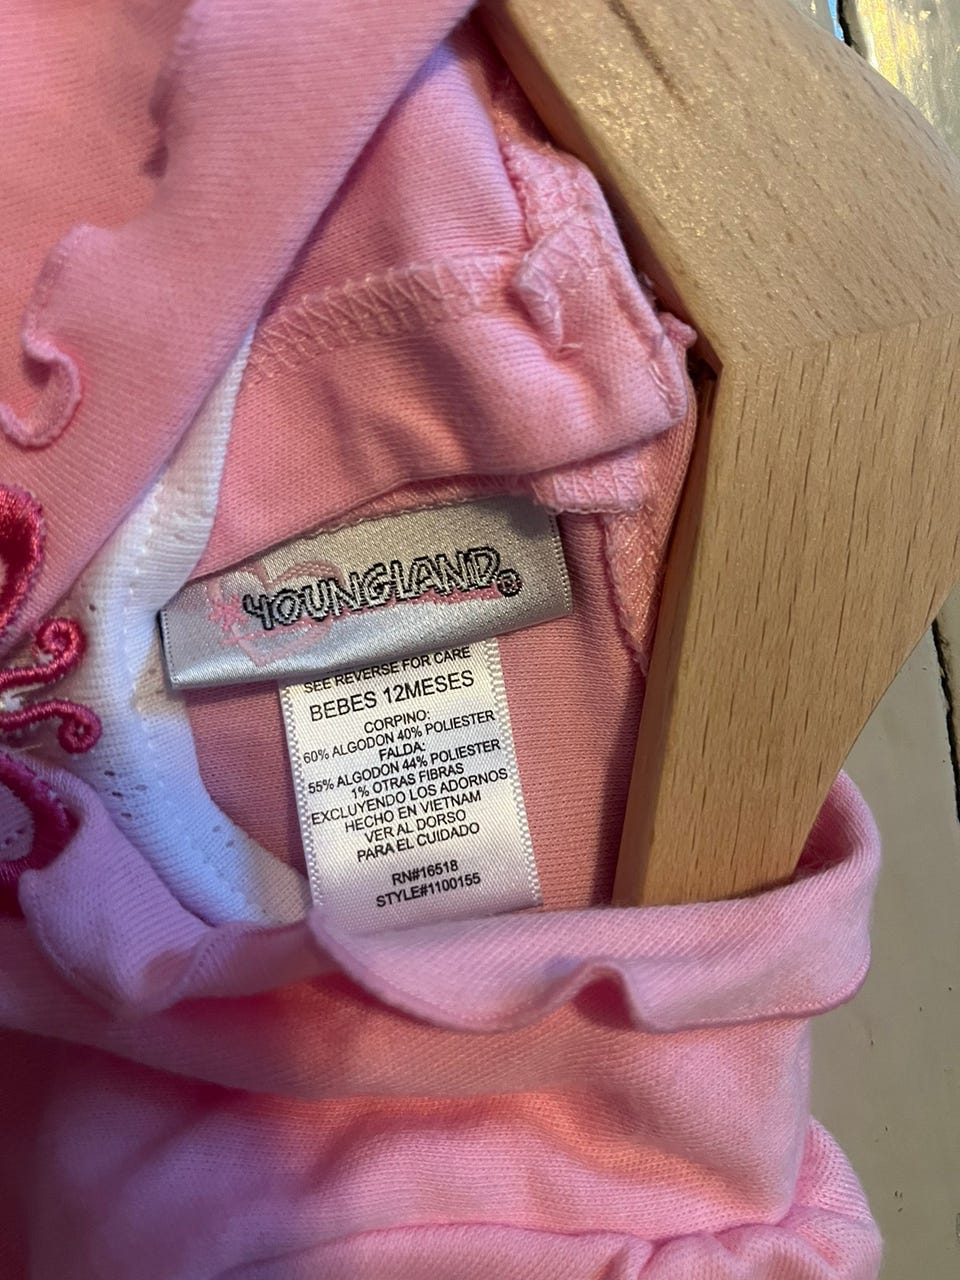 YOUNGLAND®
SEE REVERSE FOR CARE
BEBES 12MESES
CORPINO:
60% ALGODON 40% POLIESTER
FALDA:
55% ALGODON 44% POLIESTER
1% OTRAS FIBRAS
EXCLUYENDO LOS ADORNOS
HECHO EN VIETNAM
VER AL DORSO
PARA EL CUIDADO
RN#16518
STYLE#1100155